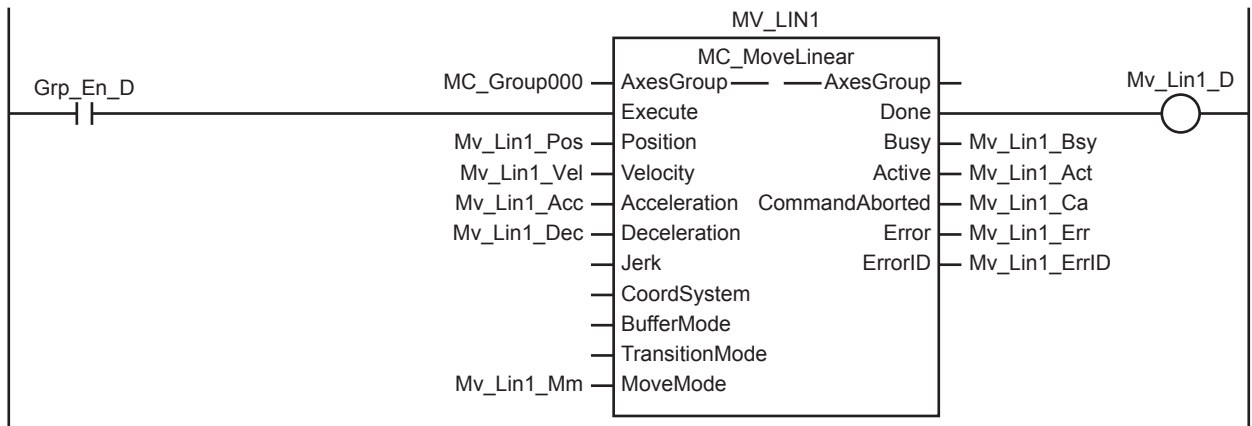 MV_LIN1
MC_MoveLinear
Grp_En_D
MC_Group000 AxesGroup AxesGroup
Mv_Lin1_D
Execute Done
Mv_Lin1_Pos Position Busy Mv_Lin1_Bsy
Mv_Lin1_Vel Velocity Active Mv_Lin1_Act
Mv_Lin1_Acc Acceleration CommandAborted Mv_Lin1_Ca
Mv_Lin1_Dec Deceleration Error Mv_Lin1_Err
Jerk ErrorID Mv_Lin1_ErrID
CoordSystem
BufferMode
TransitionMode
Mv_Lin1_Mm MoveMode